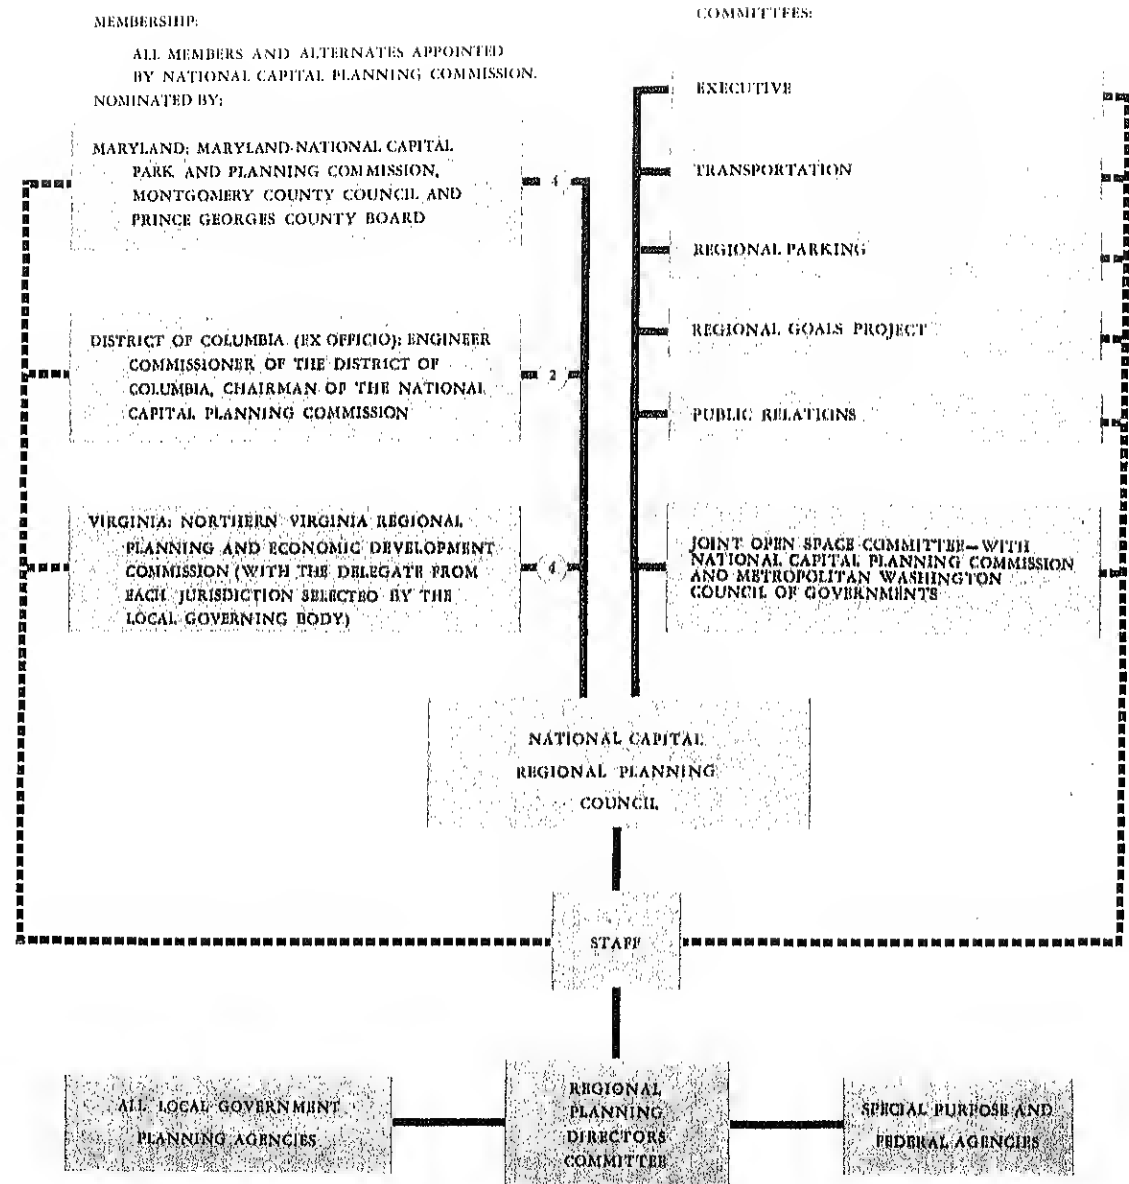 MEMBERSHIP:
ALL MEMBERS AND ALTERNATES APPOINTED
BY NATIONAL CAPITAL PLANNING COMMISSION.
NOMINATED BY:
MARYLAND: MARYLAND-NATIONAL CAPITAL
PARK AND PLANNING COMMISSION,
MONTGOMERY COUNTY COUNCIL AND
PRINCE GEORGES COUNTY BOARD
4
DISTRICT OF COLUMBIA (EX OFFICIO): ENGINEER
COMMISSIONER OF THE DISTRICT OF
COLUMBIA, CHAIRMAN OF THE NATIONAL
CAPITAL PLANNING COMMISSION
2
VIRGINIA: NORTHERN VIRGINIA REGIONAL
PLANNING AND ECONOMIC DEVELOPMENT
COMMISSION (WITH THE DELEGATE FROM
EACH JURISDICTION SELECTED BY THE
LOCAL GOVERNING BODY)
4
COMMITTEES:
EXECUTIVE
TRANSPORTATION
REGIONAL PARKING
REGIONAL GOALS PROJECT
PUBLIC RELATIONS
JOINT OPEN SPACE COMMITTEE—WITH
NATIONAL CAPITAL PLANNING COMMISSION
AND METROPOLITAN WASHINGTON
COUNCIL OF GOVERNMENTS
NATIONAL CAPITAL
REGIONAL PLANNING
COUNCIL
STAFF
ALL LOCAL GOVERNMENT
PLANNING AGENCIES
REGIONAL
PLANNING
DIRECTORS
COMMITTEE
SPECIAL PURPOSE AND
FEDERAL AGENCIES